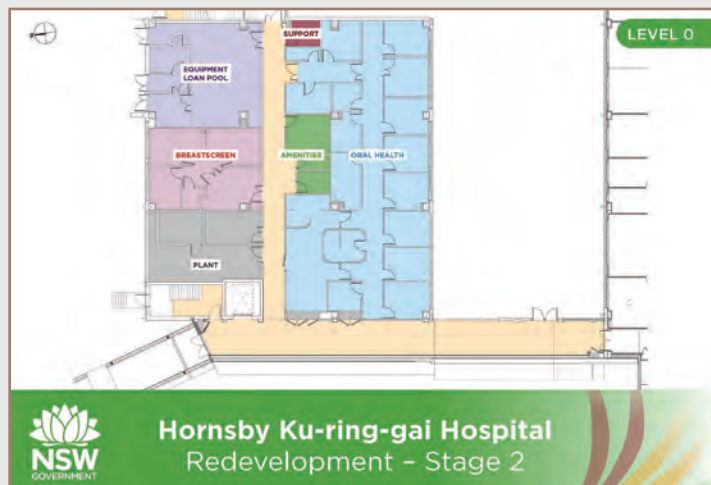 LEVEL 0
SUPPORT
EQUIPMENT
LOAN POOL
BREASTSCREEN
AMENITIES
ORAL HEALTH
PLANT
NSW
GOVERNMENT
Hornsby Ku-ring-gai Hospital
Redevelopment – Stage 2